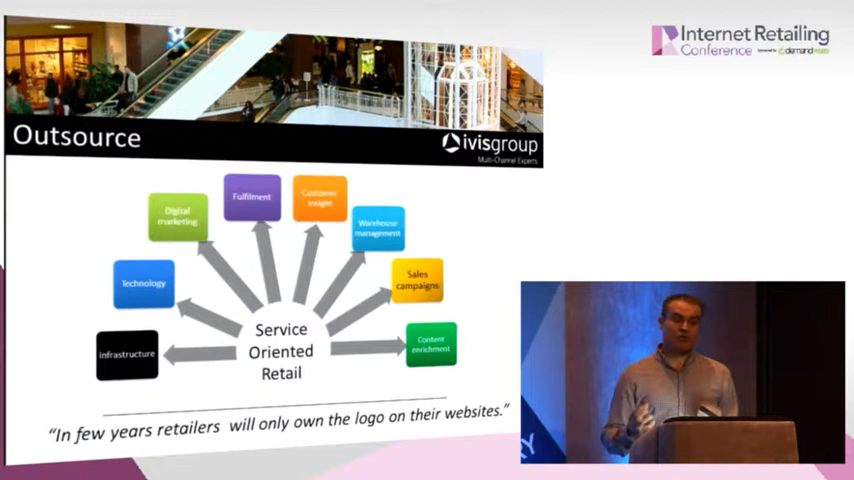 Internet Retailing
Conference
Outsource
ivisgroup
Multi-Channel Experts
Fulfilment
Customer
insight
Digital
marketing
Warehouse
management
Technology
Sales
campaigns
Infrastructure
Service
Oriented
Retail
Content
enrichment
“In few years retailers will only own the logo on their websites.”
RY